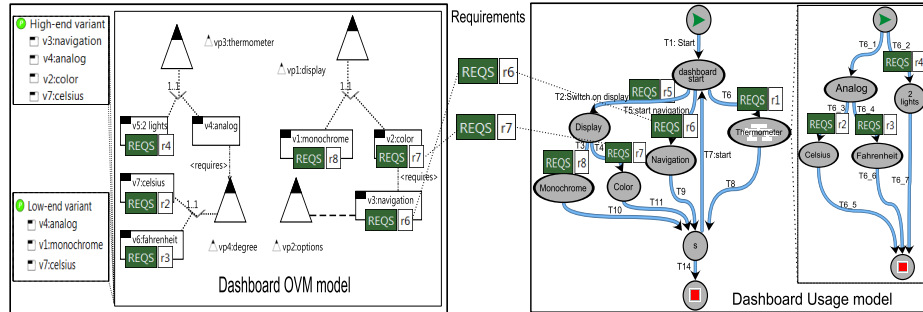 High-end variant
v3:navigation
v4:analog
v2:color
v7:celsius
Low-end variant
v4:analog
v1:monochrome
v7:celsius
vp3:thermometer
vp1:display
1..1
1..1
v5:2 lights
REQS r4
v4:analog
v1:monochrome
REQS r8
v2:color
REQS r7
<requires>
<requires>
v7:celsius
REQS r2
1..1
v3:navigation
REQS r6
v6:fahrenheit
REQS r3
vp4:degree
vp2:options
Dashboard OVM model
Requirements
REQS r6
REQS r7
T1: Start
dashboard
start
T2:Switch on display
REQS r5
T5:start navigation
T6
REQS r1
Display
REQS r6
Thermometer
T3
T4
REQS r7
REQS r8
Navigation
T7:start
Monochrome
Color
T9
T8
T10
T11
s
T14
T6_1
T6_2
REQS r4
Analog
2
lights
T6_3
T6_4
REQS r2
REQS r3
Celsius
Fahrenheit
T6_6
T6_7
T6_5
Dashboard Usage model